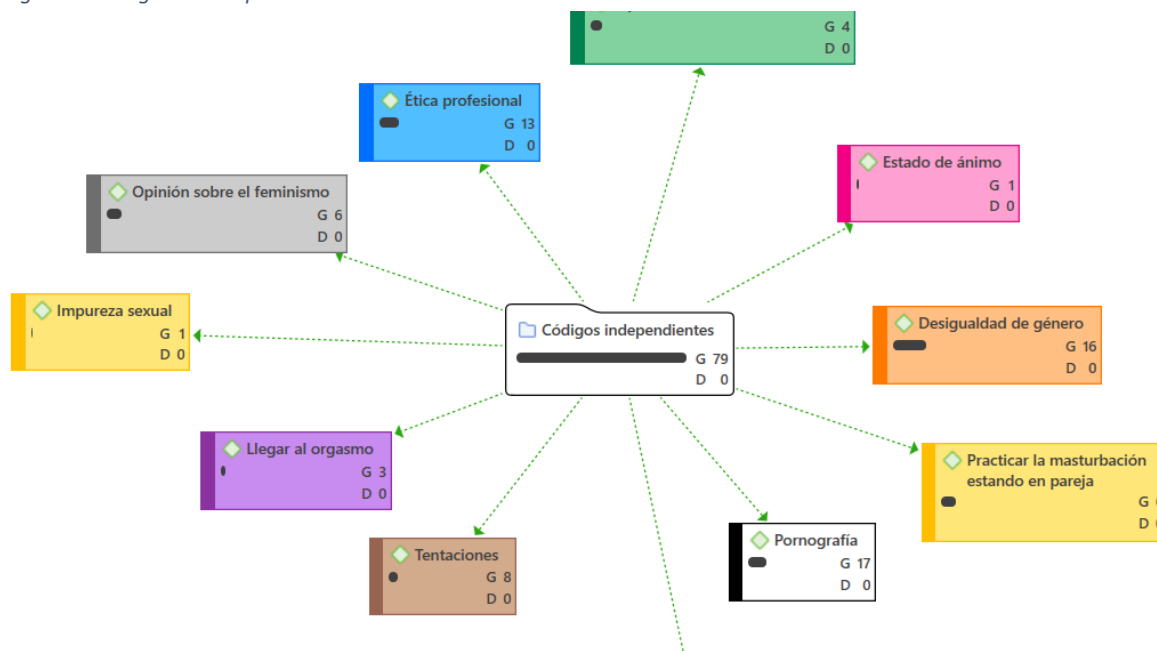 G 4
D 0
Ética profesional
G 13
D 0
Estado de ánimo
G 1
D 0
Opinión sobre el feminismo
G 6
D 0
Impureza sexual
G 1
D 0
Códigos independientes
G 79
D 0
Desigualdad de género
G 16
D 0
Llegar al orgasmo
G 3
D 0
Practicar la masturbación
estando en pareja
G
D
Tentaciones
G 8
D 0
Pornografía
G 17
D 0